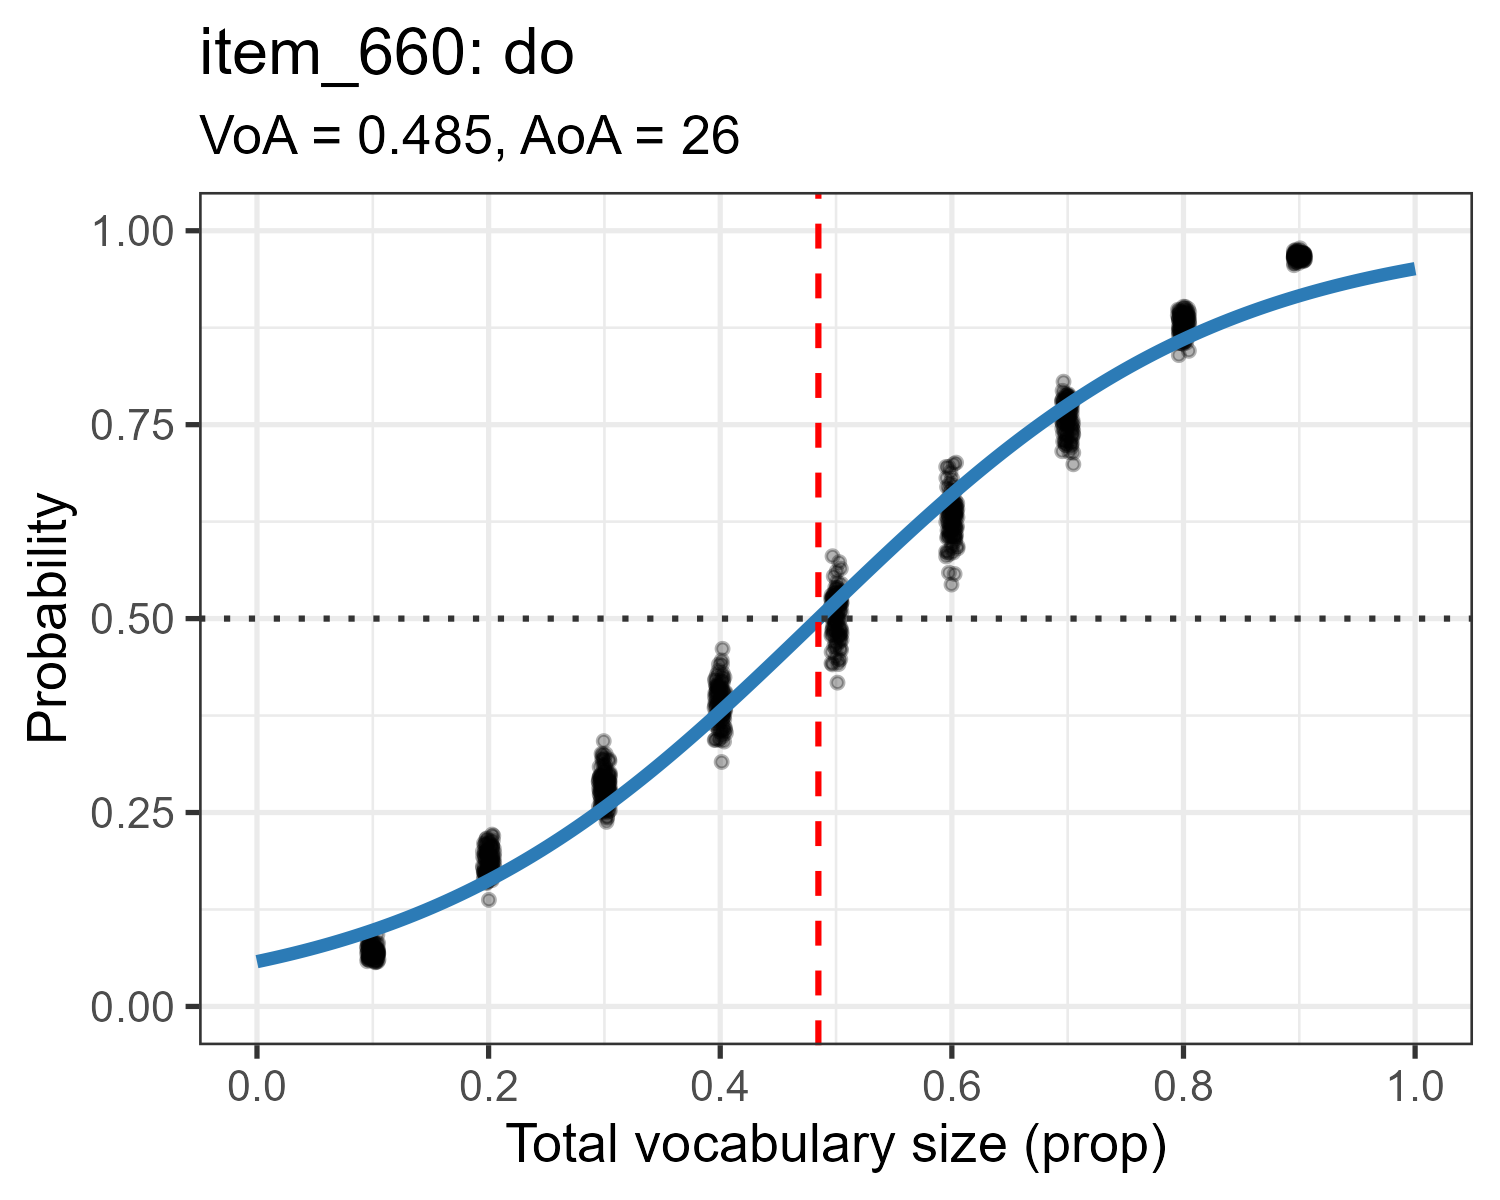 item_660: do
VoA = 0.485, AoA = 26
1.00
0.75
0.50
0.25
0.00
Probability
0.0 0.2 0.4 0.6 0.8 1.0
Total vocabulary size (prop)